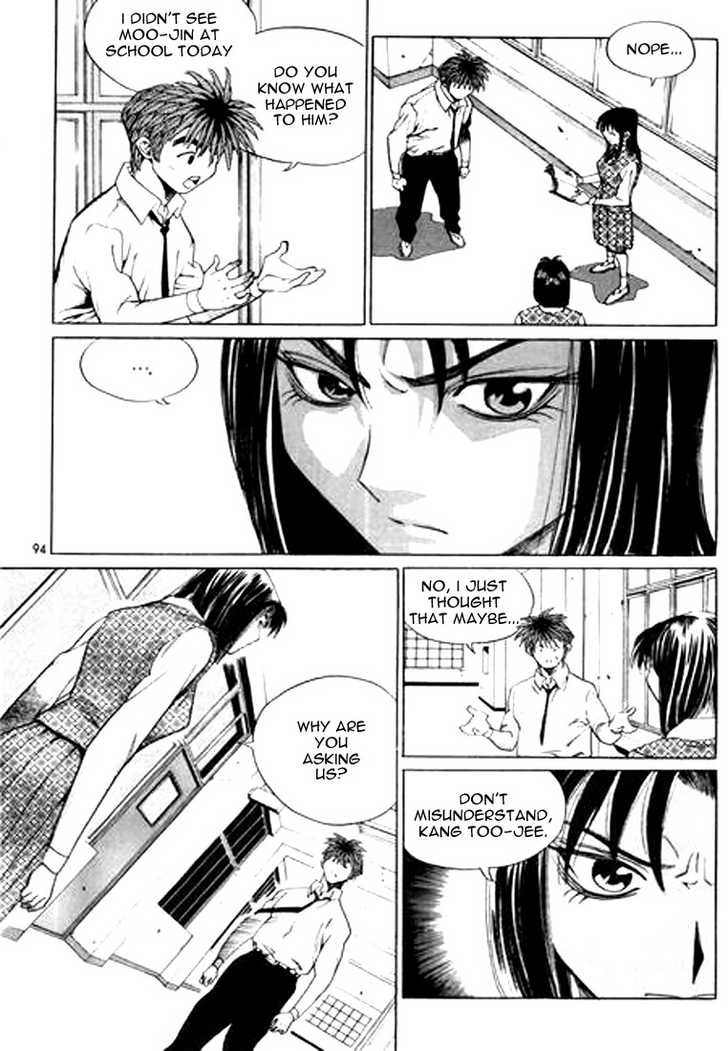 I DIDN'T SEE
MOO-JIN AT
SCHOOL TODAY
DO YOU
KNOW WHAT
HAPPENED
TO HIM?
NOPE...
...
94
WHY ARE
YOU
ASKING
US?
NO, I JUST
THOUGHT
THAT MAYBE...
DON'T
MISUNDERSTAND,
KANG TOO-JEE.